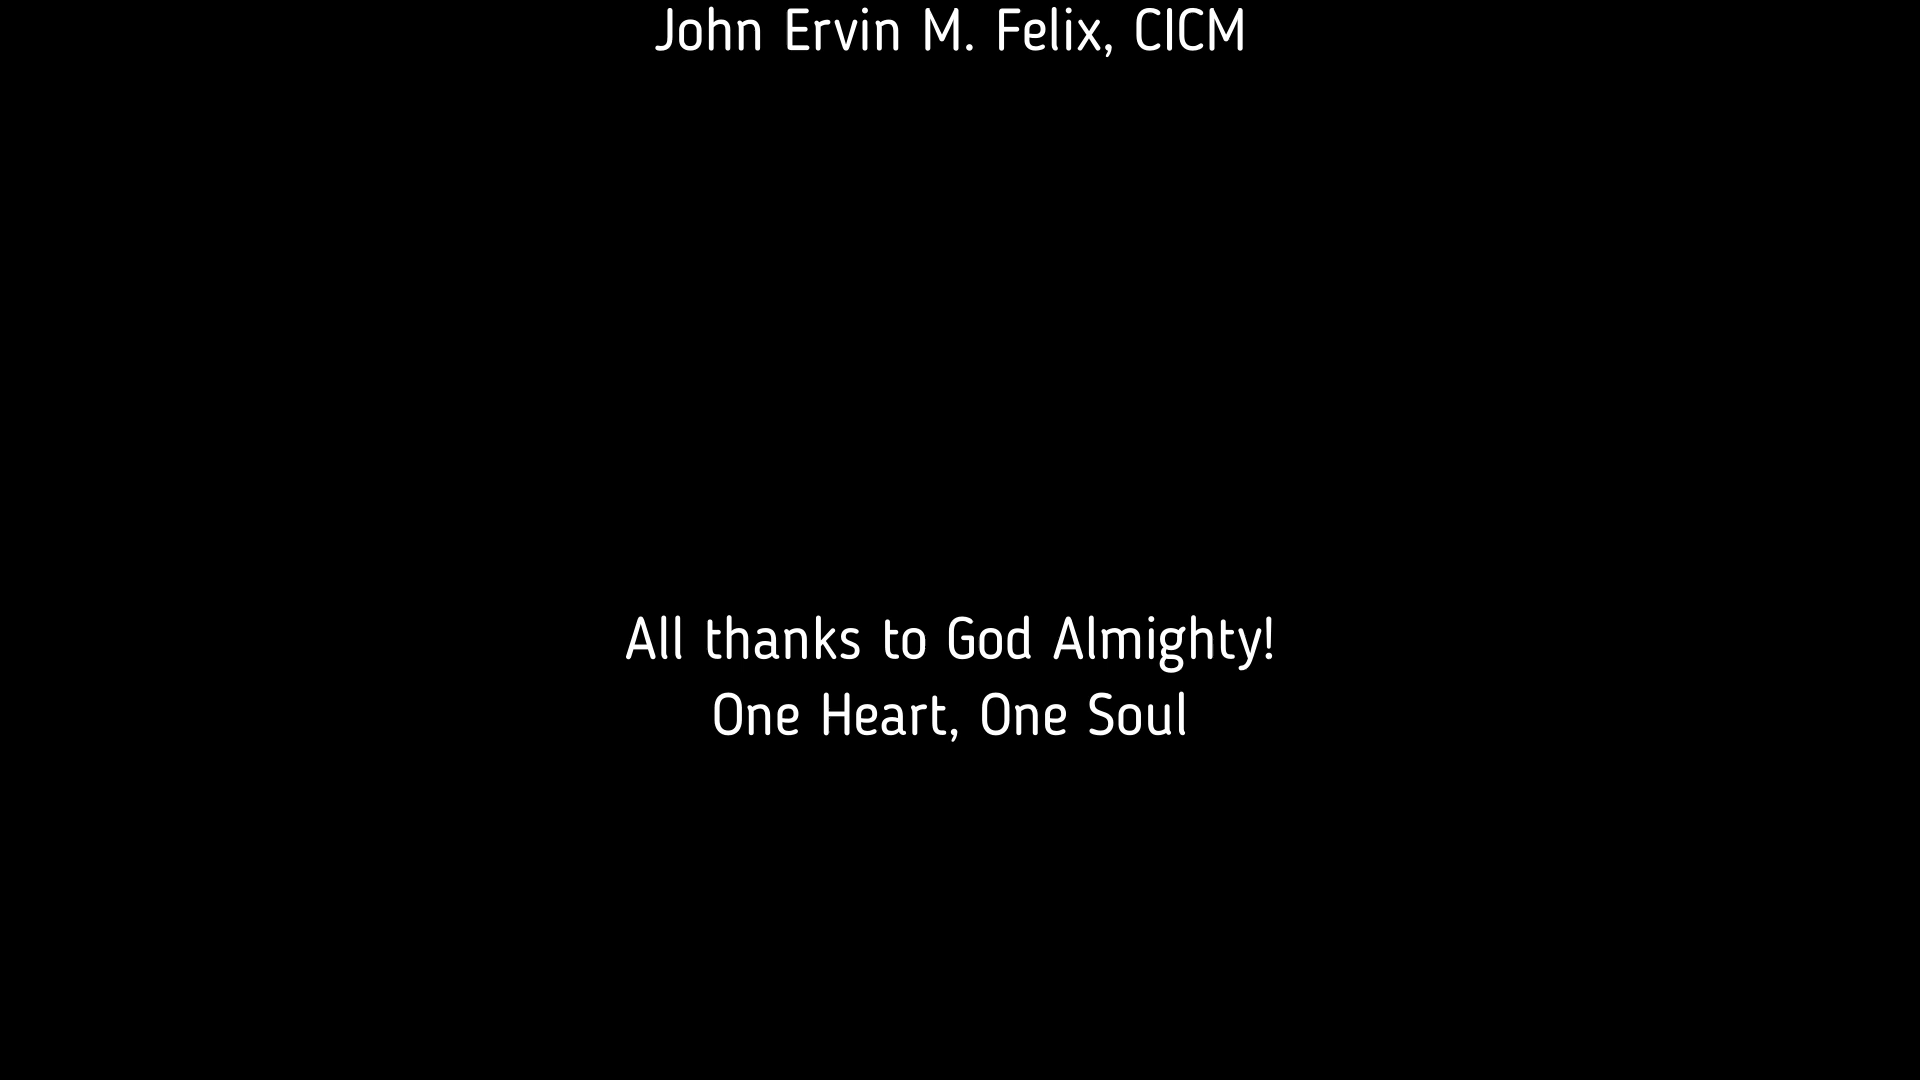 John Ervin M. Felix, CICM
All thanks to God Almighty!
One Heart, One Soul